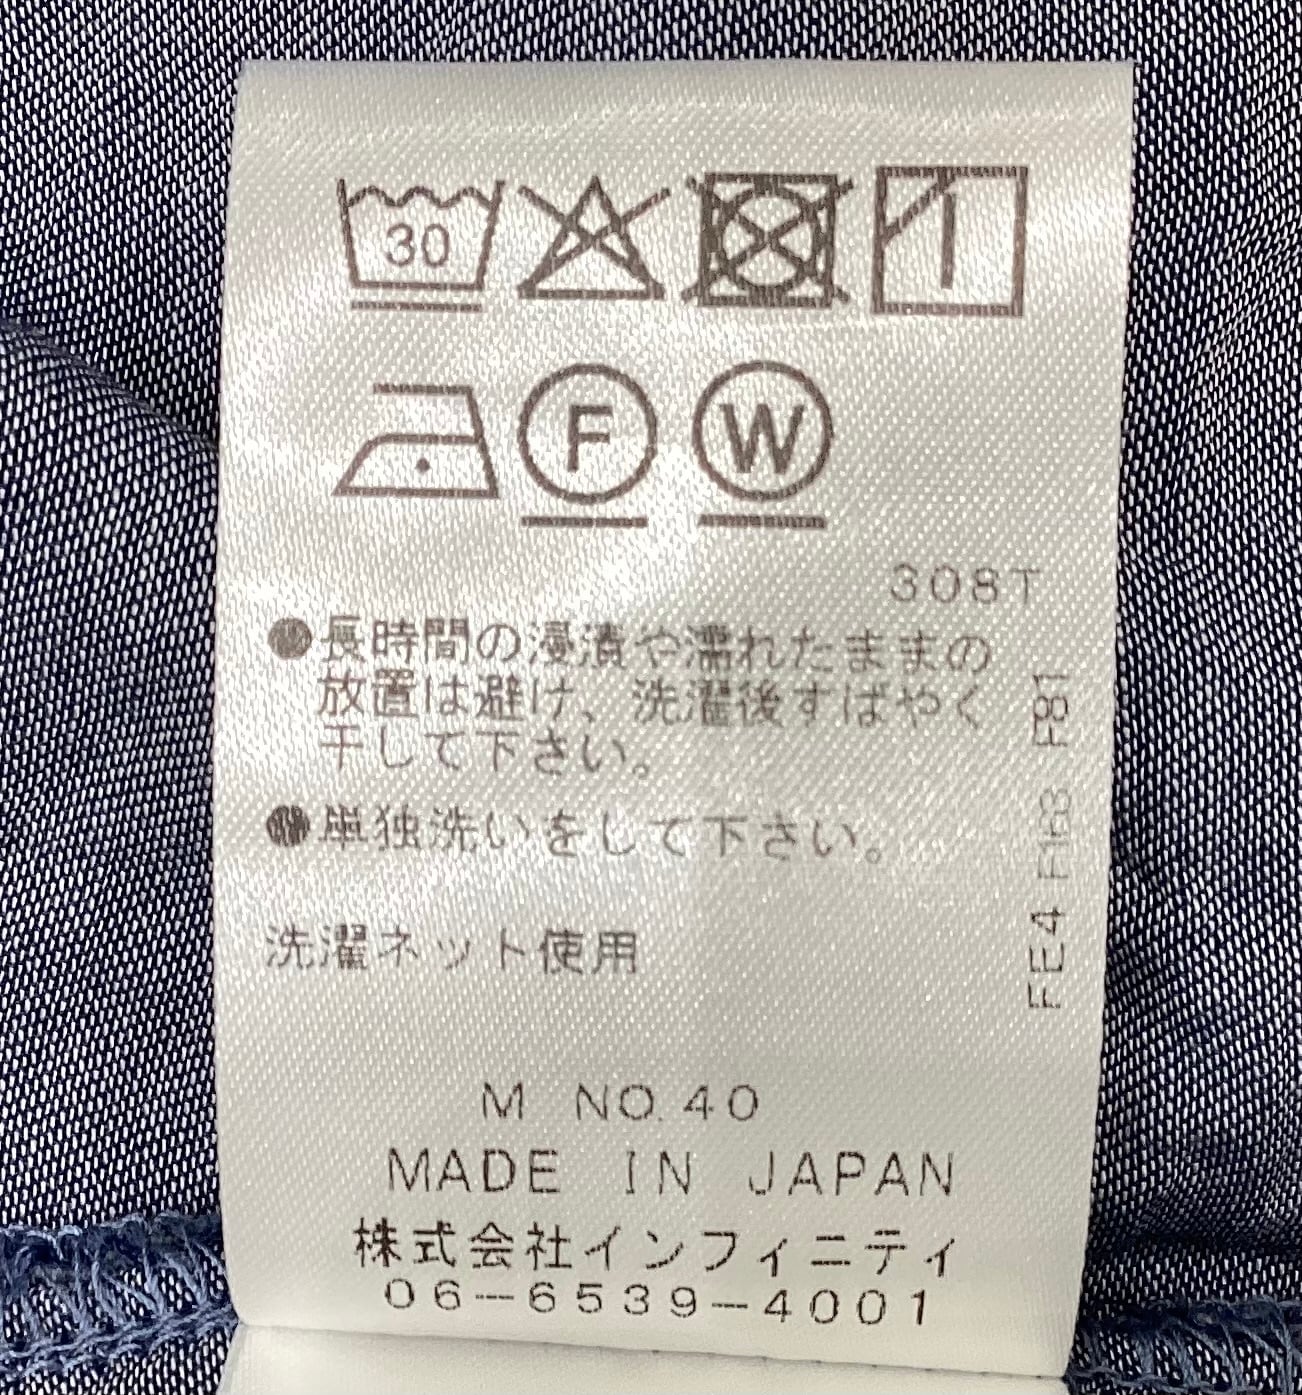 30
F W
308T
●長時間の浸漬や濡れたままの
放置は避け、洗濯後すばやく
干して下さい。
●単独洗いをして下さい。
洗濯ネット使用
FE4 F163 F81
M NO.40
MADE IN JAPAN
株式会社インフィニティ
06-6539-4001